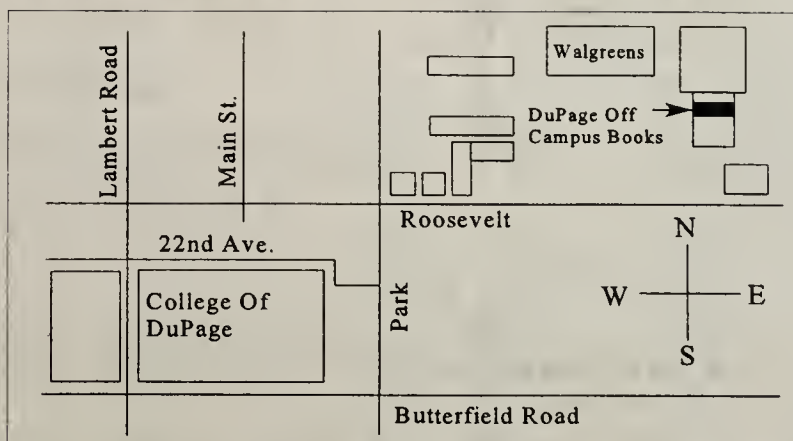 Lambert Road
Main St.
Walgreens
DuPage Off
Campus Books
Roosevelt
22nd Ave.
College Of
DuPage
Park
N
W E
S
Butterfield Road